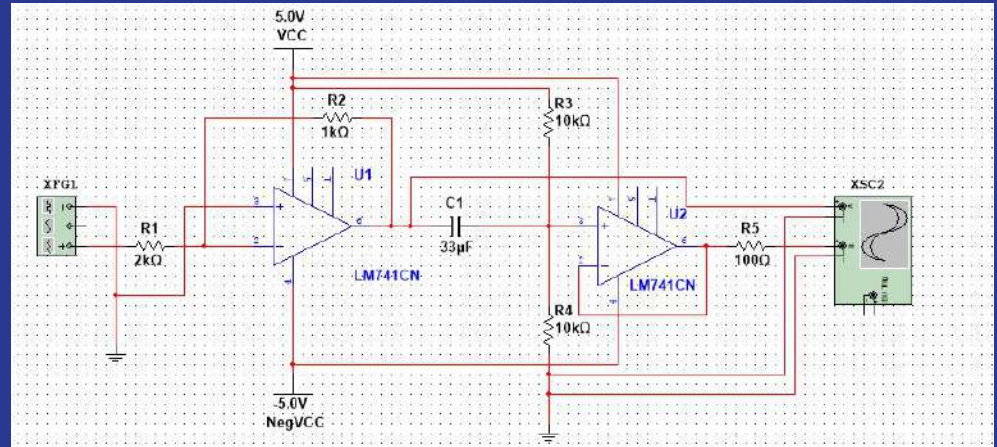 5.0V
VCC
R2
1kΩ
R3
10kΩ
XFG1
U1
XSC2
R1
2kΩ
C1
33µF
U2
R5
100Ω
LM741CN
LM741CN
R4
10kΩ
-5.0V
NegVCC